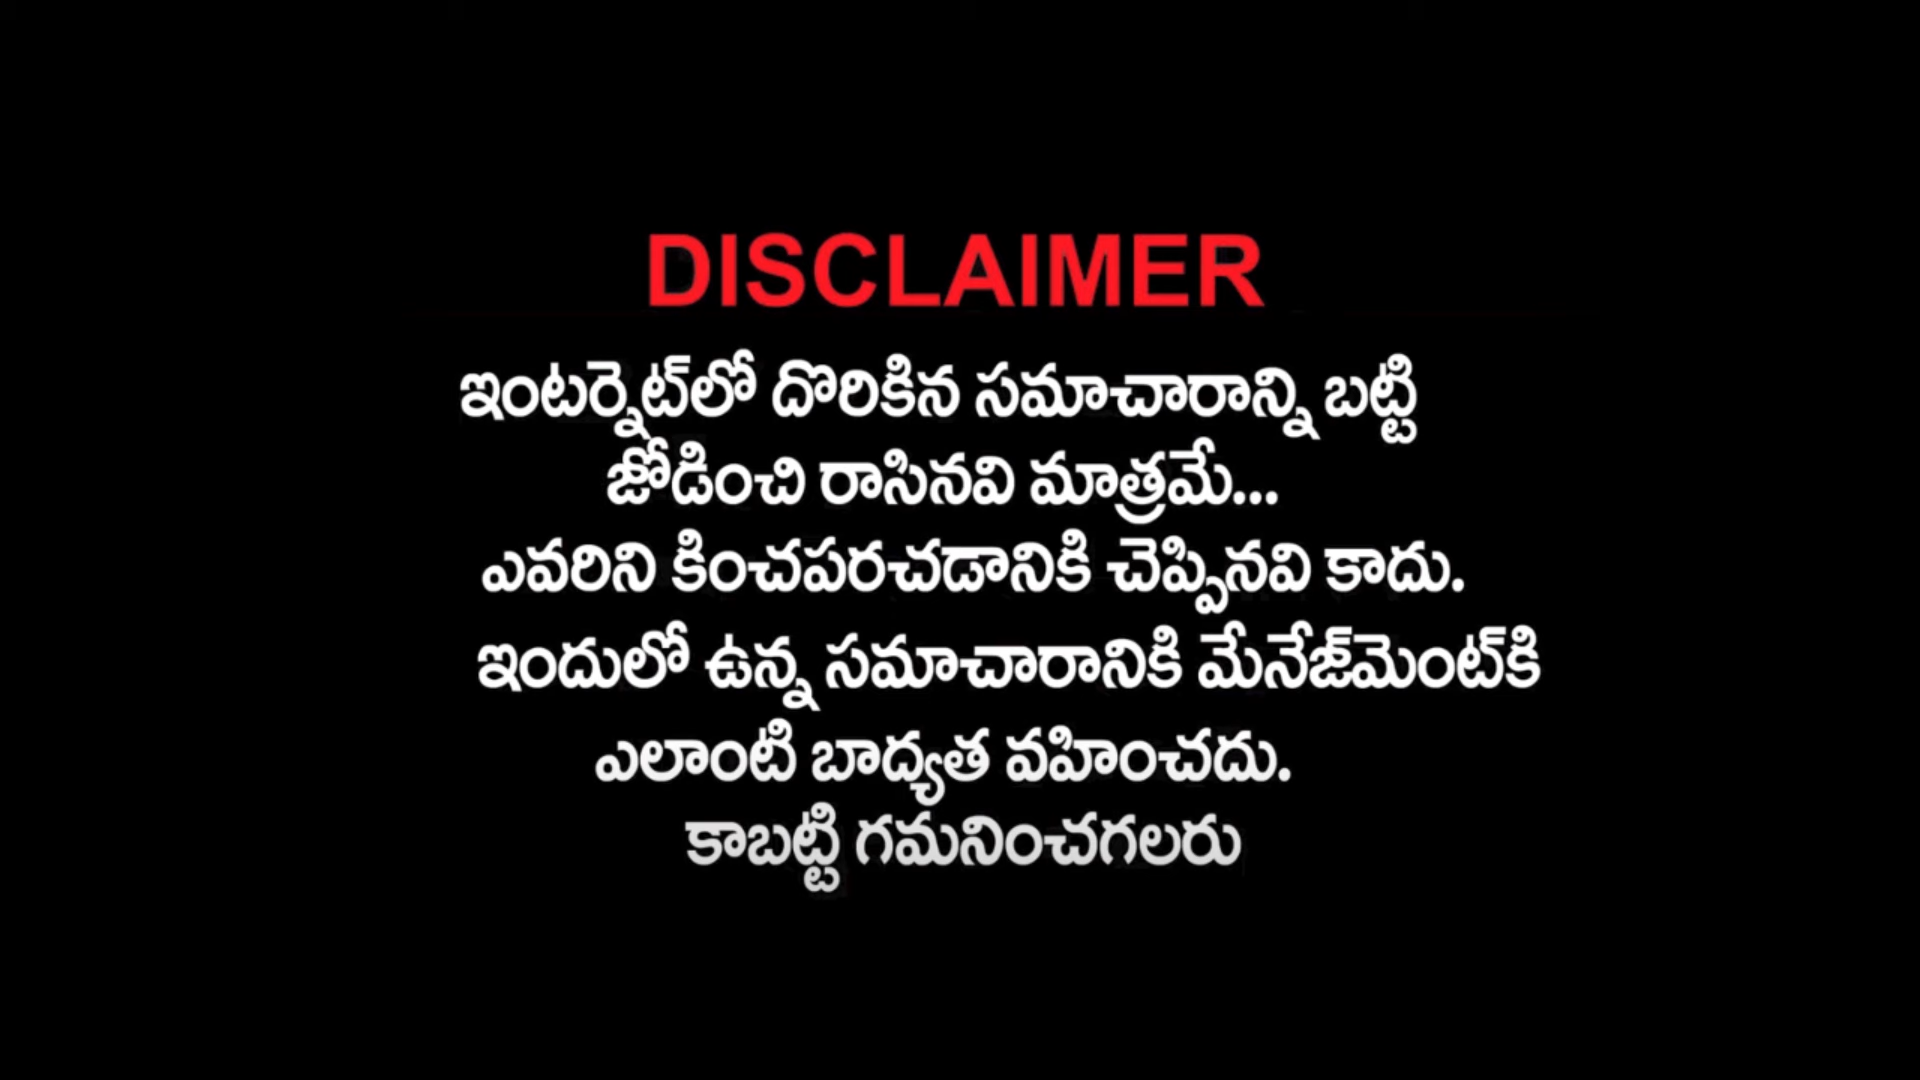 DISCLAIMER
ఇంటర్నెట్‌లో దొరికిన సమాచారాన్ని బట్టి
జోడించి రాసినవి మాత్రమే...
ఎవరిని కించపరచడానికి చెప్పినవి కాదు.
ఇందులో ఉన్న సమాచారానికి మేనేజ్‌మెంట్‌కి
ఎలాంటి బాద్యత వహించదు.
కాబట్టి గమనించగలరు